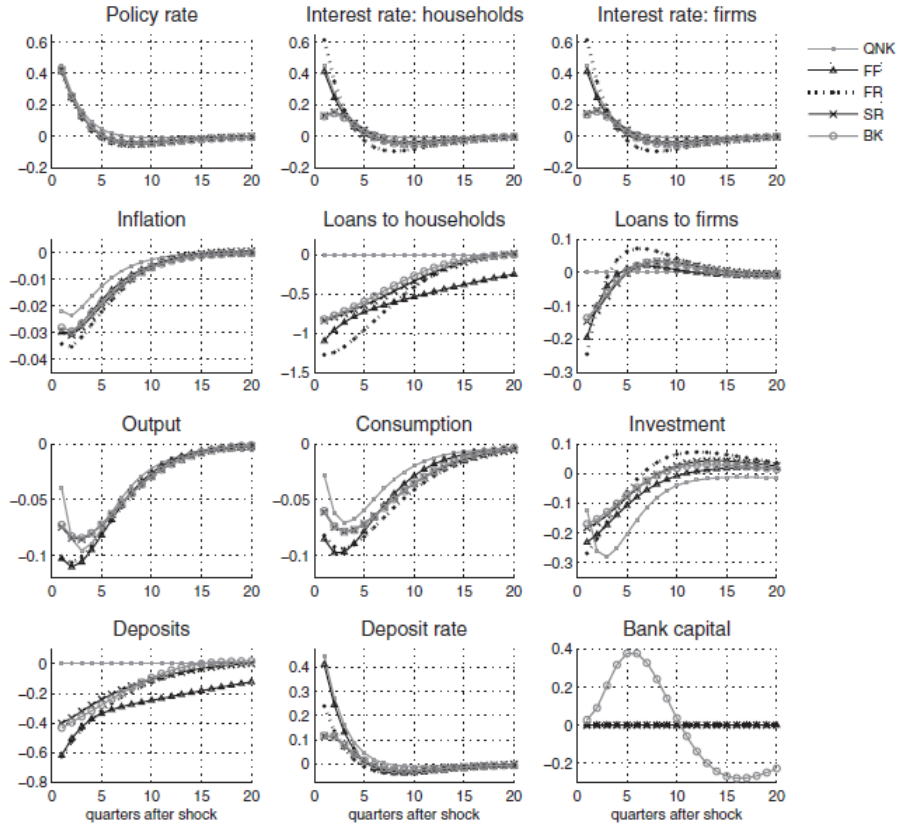 Policy rate
0.6
0.4
0.2
0
−0.2
0 5 10 15 20
Interest rate: households
0.6
0.4
0.2
0
−0.2
0 5 10 15 20
Interest rate: firms
0.6
0.4
0.2
0
−0.2
0 5 10 15 20
QNK
FF
FR
SR
BK
Inflation
0
−0.01
−0.02
−0.03
−0.04
0 5 10 15 20
Loans to households
0
−0.5
−1
−1.5
0 5 10 15 20
Loans to firms
0.1
0
−0.1
−0.2
−0.3
0 5 10 15 20
Output
0
−0.05
−0.1
0 5 10 15 20
Consumption
0
−0.05
−0.1
0 5 10 15 20
Investment
0.1
0
−0.1
−0.2
−0.3
0 5 10 15 20
Deposits
0
−0.2
−0.4
−0.6
−0.8
0 5 10 15 20
quarters after shock
Deposit rate
0.4
0.3
0.2
0.1
0
0 5 10 15 20
quarters after shock
Bank capital
0.4
0.2
0
−0.2
0 5 10 15 20
quarters after shock